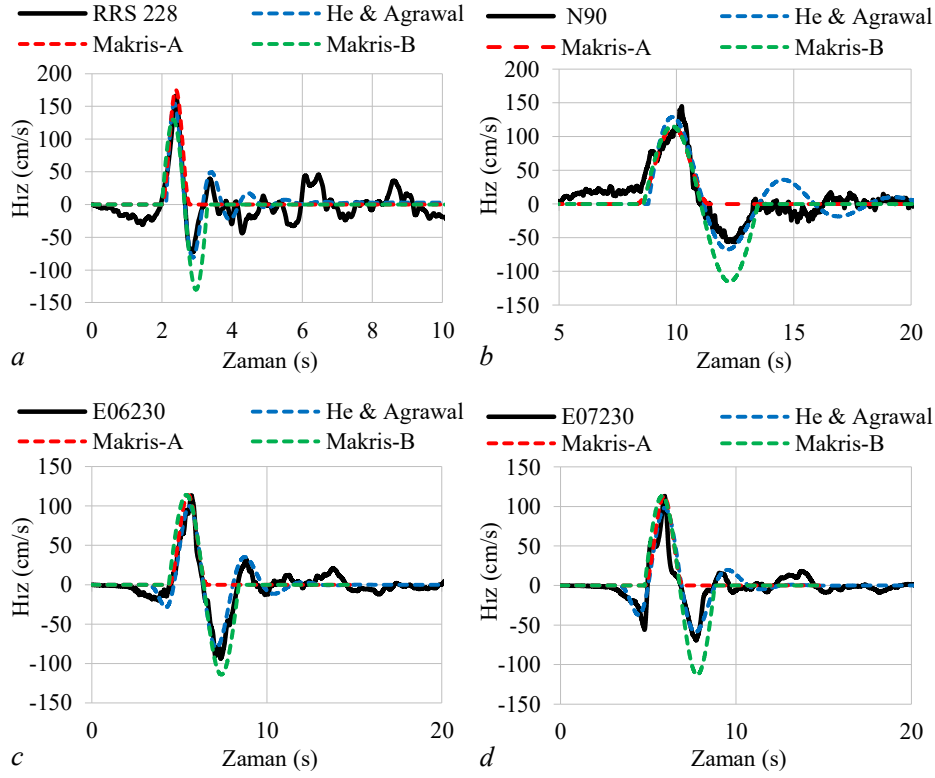 RRS 228 He & Agrawal
Makris-A Makris-B
200
150
100
50
0
-50
-100
-150
Hız (cm/s)
0 2 4 6 8 10
Zaman (s)
a
N90 He & Agrawal
Makris-A Makris-B
200
150
100
50
0
-50
-100
-150
Hız (cm/s)
5 10 15 20
Zaman (s)
b
E06230 He & Agrawal
Makris-A Makris-B
150
100
50
0
-50
-100
-150
Hız (cm/s)
0 10 20
Zaman (s)
c
E07230 He & Agrawal
Makris-A Makris-B
150
100
50
0
-50
-100
-150
Hız (cm/s)
0 10 20
Zaman (s)
d